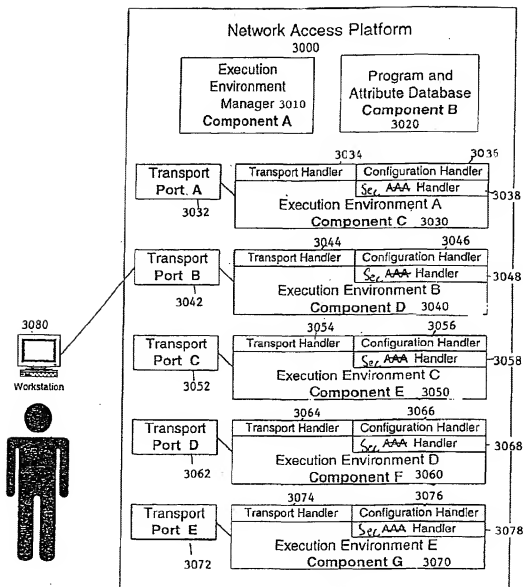 Network Access Platform
3000
Execution
Environment
Manager 3010
Component A
Program and
Attribute Database
Component B
3020
3034
3036
Transport
Port. A
3032
Transport Handler
Configuration Handler
Sec. AAA Handler
3038
Execution Environment A
Component C 3030
3044
3046
Transport
Port B
3042
Transport Handler
Configuration Handler
Sec. AAA Handler
3048
Execution Environment B
Component D 3040
3080
Workstation
3054
3056
Transport
Port C
3052
Transport Handler
Configuration Handler
Sec. AAA Handler
3058
Execution Environment C
Component E 3050
3064
3066
Transport
Port D
3062
Transport Handler
Configuration Handler
Sec. AAA Handler
3068
Execution Environment D
Component F 3060
3074
3076
Transport
Port E
3072
Transport Handler
Configuration Handler
Sec. AAA Handler
3078
Execution Environment E
Component G 3070